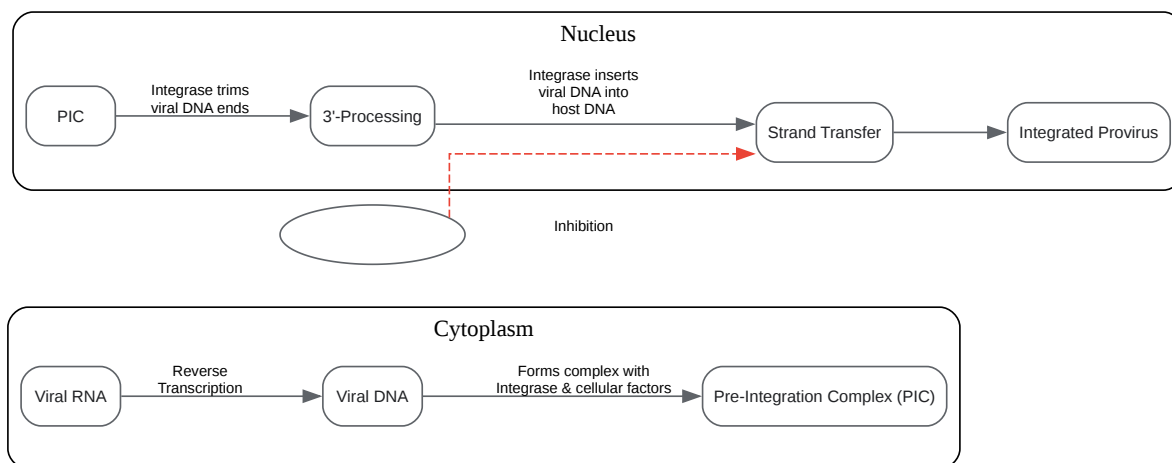 Nucleus
PIC
Integrase trims
viral DNA ends
3'-Processing
Integrase inserts
viral DNA into
host DNA
Strand Transfer
Integrated Provirus
Inhibition
Cytoplasm
Viral RNA
Reverse
Transcription
Viral DNA
Forms complex with
Integrase & cellular factors
Pre-Integration Complex (PIC)